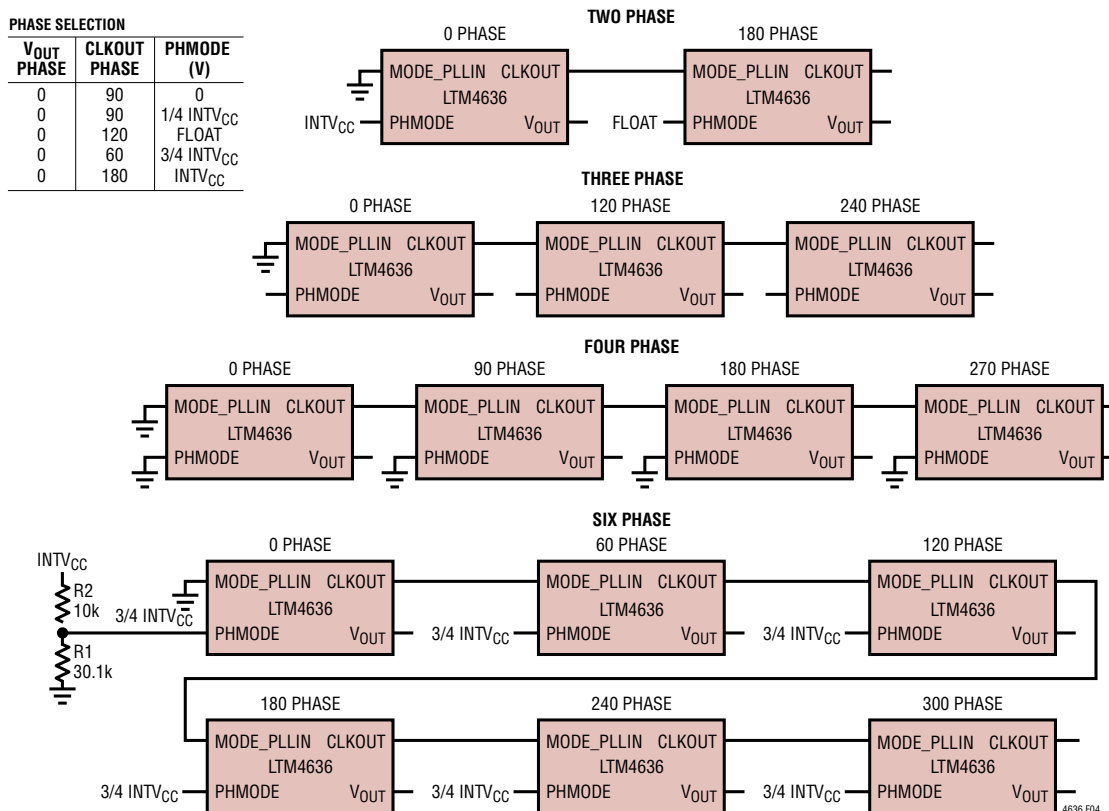 PHASE SELECTION
VOUT PHASE CLKOUT PHASE PHMODE (V)
0 90 0
0 90 1/4 INTVCC
0 120 FLOAT
0 60 3/4 INTVCC
0 180 INTVCC
TWO PHASE
0 PHASE 180 PHASE
MODE_PLLIN CLKOUT MODE_PLLIN CLKOUT
LTM4636 LTM4636
INTVCC PHMODE VOUT FLOAT PHMODE VOUT
THREE PHASE
0 PHASE 120 PHASE 240 PHASE
MODE_PLLIN CLKOUT MODE_PLLIN CLKOUT MODE_PLLIN CLKOUT
LTM4636 LTM4636 LTM4636
PHMODE VOUT PHMODE VOUT PHMODE VOUT
FOUR PHASE
0 PHASE 90 PHASE 180 PHASE 270 PHASE
MODE_PLLIN CLKOUT MODE_PLLIN CLKOUT MODE_PLLIN CLKOUT MODE_PLLIN CLKOUT
LTM4636 LTM4636 LTM4636 LTM4636
PHMODE VOUT PHMODE VOUT PHMODE VOUT PHMODE VOUT
SIX PHASE
0 PHASE 60 PHASE 120 PHASE
INTVCC
R2
10k
MODE_PLLIN CLKOUT MODE_PLLIN CLKOUT MODE_PLLIN CLKOUT
LTM4636 LTM4636 LTM4636
3/4 INTVCC PHMODE VOUT 3/4 INTVCC PHMODE VOUT 3/4 INTVCC PHMODE VOUT
R1
30.1k
180 PHASE 240 PHASE 300 PHASE
MODE_PLLIN CLKOUT MODE_PLLIN CLKOUT MODE_PLLIN CLKOUT
LTM4636 LTM4636 LTM4636
3/4 INTVCC PHMODE VOUT 3/4 INTVCC PHMODE VOUT 3/4 INTVCC PHMODE VOUT
4636 F04